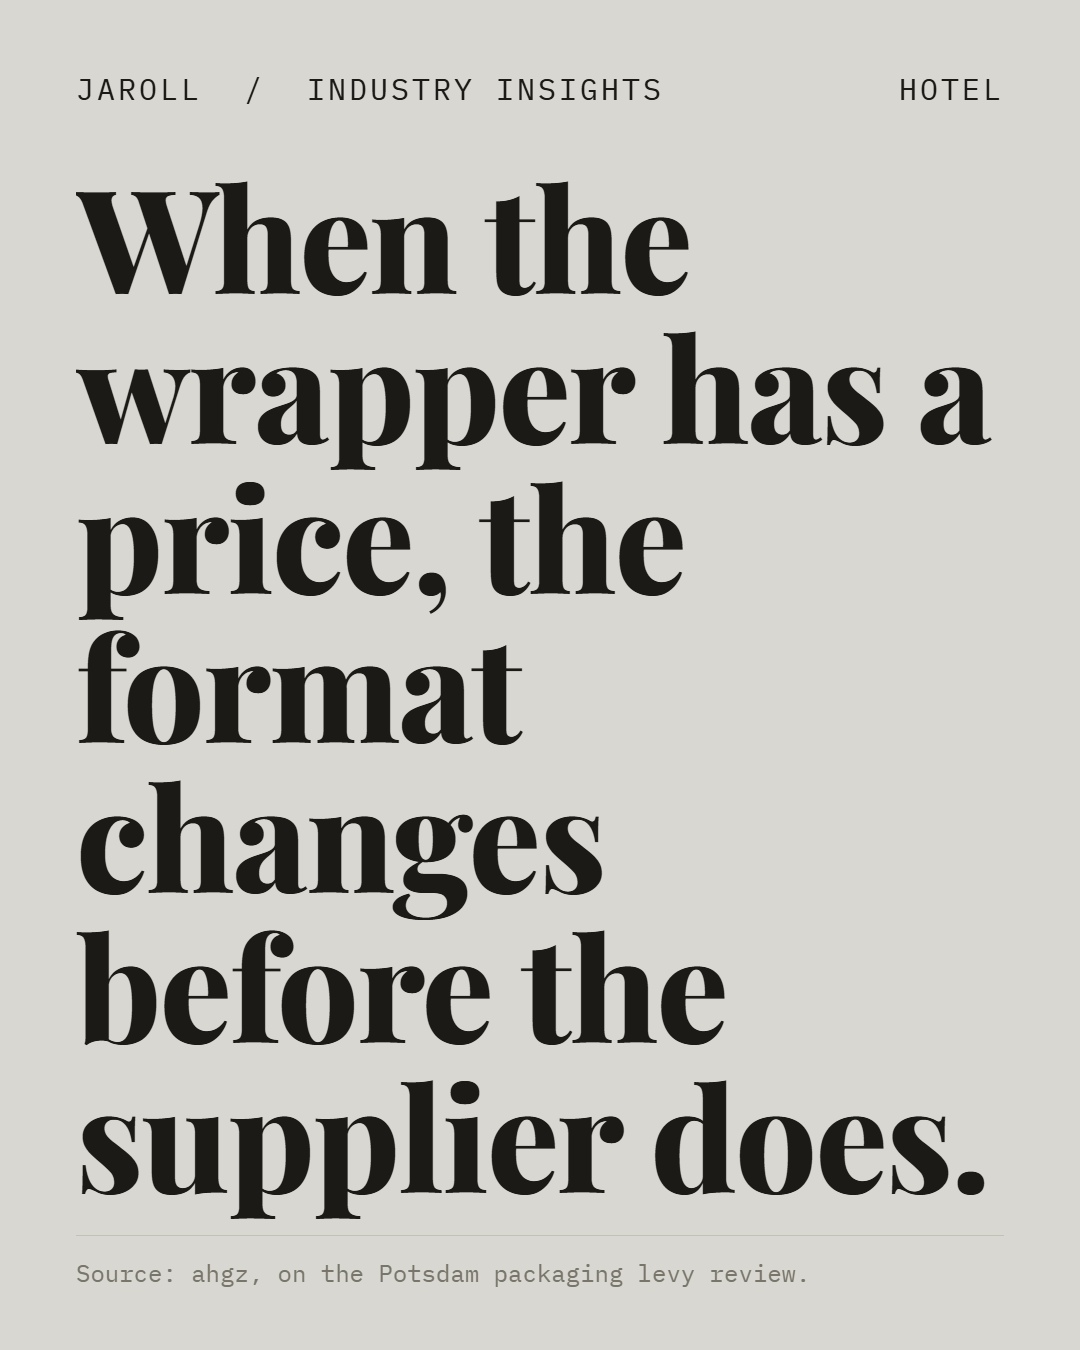 JAROLL / INDUSTRY INSIGHTS HOTEL
When the
wrapper has a
price, the
format
changes
before the
supplier does.
Source: ahgz, on the Potsdam packaging levy review.